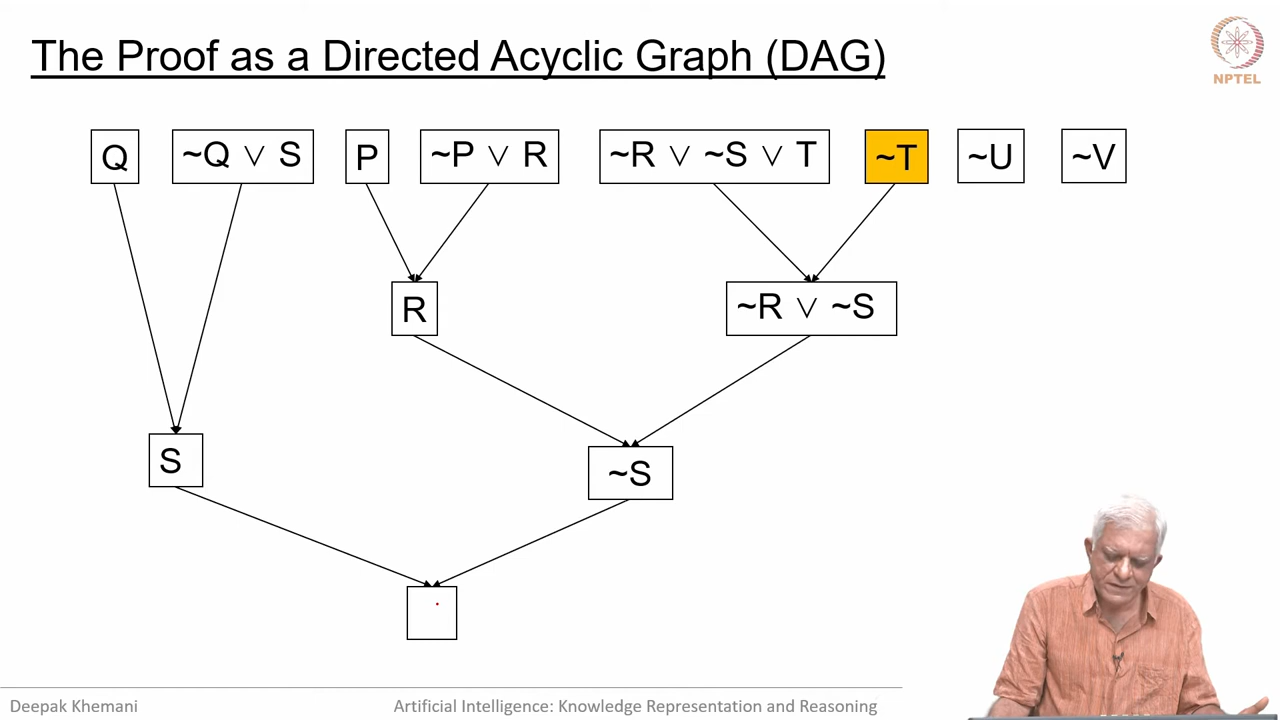 The Proof as a Directed Acyclic Graph (DAG)
NPTEL
Q ~Q ∨ S P ~P ∨ R ~R ∨ ~S ∨ T ~T ~U ~V
R ~R ∨ ~S
S ~S
Deepak Khemani Artificial Intelligence: Knowledge Representation and Reasoning